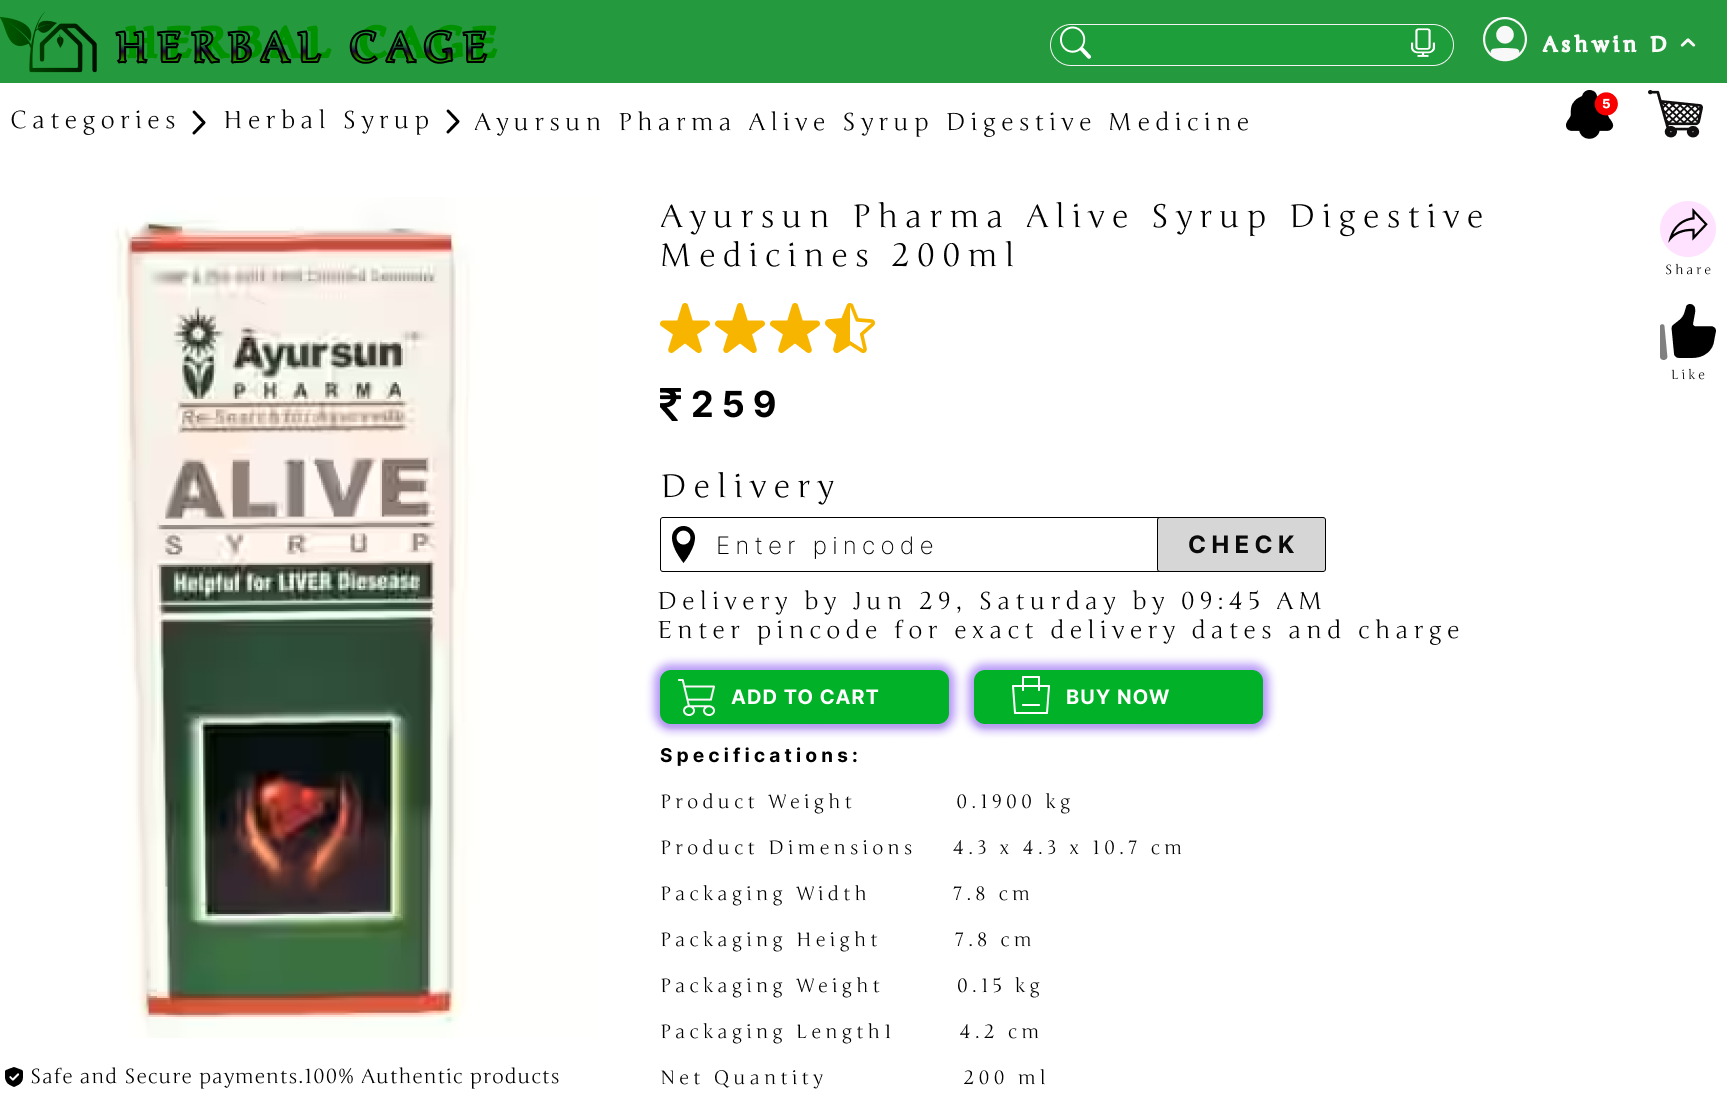 HERBAL CAGE
Ashwin D
Categories > Herbal Syrup > Ayursun Pharma Alive Syrup Digestive Medicine
5
Ayursun Pharma Alive Syrup Digestive
Medicines 200ml
Share
Like
₹259
Delivery
Enter pincode
CHECK
Delivery by Jun 29, Saturday by 09:45 AM
Enter pincode for exact delivery dates and charge
ADD TO CART
BUY NOW
Specifications:
Product Weight 0.1900 kg
Product Dimensions 4.3 x 4.3 x 10.7 cm
Packaging Width 7.8 cm
Packaging Height 7.8 cm
Packaging Weight 0.15 kg
Packaging Length1 4.2 cm
Net Quantity 200 ml
Ayursun
PHARMA
Re-Search for Ayurveda
ALIVE
SYRUP
Helpful for LIVER Diesease
Safe and Secure payments.100% Authentic products